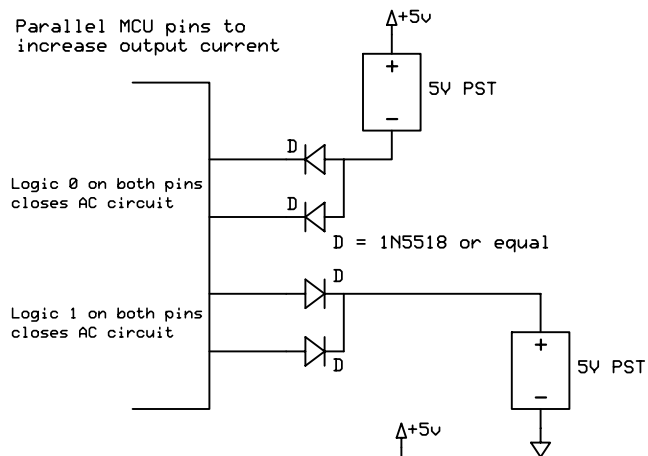 Parallel MCU pins to
increase output current
+5v
+
5V PST
−
D
Logic 0 on both pins
closes AC circuit
D
D = 1N5518 or equal
D
Logic 1 on both pins
closes AC circuit
D
+
5V PST
−
+5v